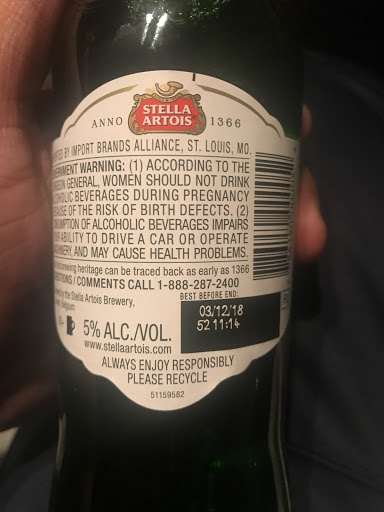 STELLA
ARTOIS
ANNO 1366
BY IMPORT BRANDS ALLIANCE, ST. LOUIS, MO.
WARNING: (1) ACCORDING TO THE
GENERAL, WOMEN SHOULD NOT DRINK
BEVERAGES DURING PREGNANCY
OF THE RISK OF BIRTH DEFECTS. (2)
OF ALCOHOLIC BEVERAGES IMPAIRS
ABILITY TO DRIVE A CAR OR OPERATE
AND MAY CAUSE HEALTH PROBLEMS.
brewing heritage can be traced back as early as 1366
/ COMMENTS CALL 1-888-287-2400
for the Stella Artois Brewery,
BEST BEFORE END:
03/12/18
52 11:14
5% ALC./VOL.
www.stellaartois.com
ALWAYS ENJOY RESPONSIBLY
PLEASE RECYCLE
51159582